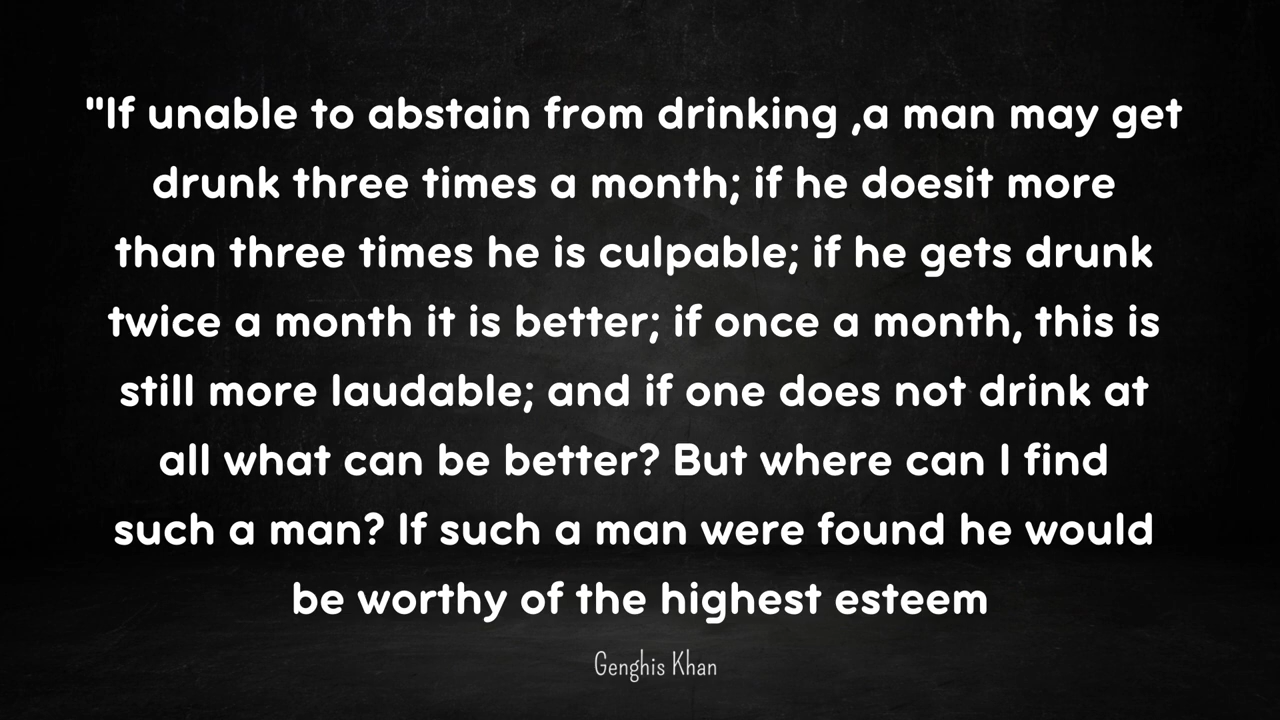 "If unable to abstain from drinking ,a man may get
drunk three times a month; if he doesit more
than three times he is culpable; if he gets drunk
twice a month it is better; if once a month, this is
still more laudable; and if one does not drink at
all what can be better? But where can I find
such a man? If such a man were found he would
be worthy of the highest esteem
Genghis Khan